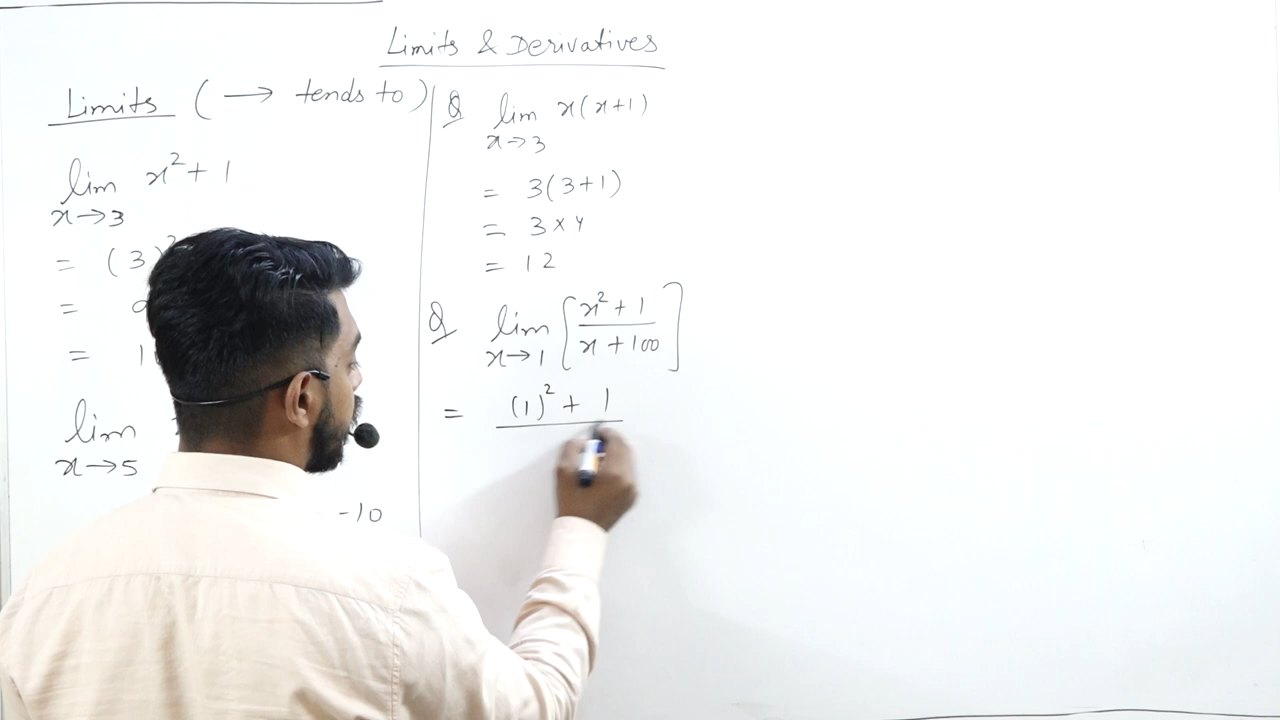 Limits & Derivatives
Limits ( → tends to )
lim x² + 1
x→3
= (3)
=
= 1
lim
x→5
-10
Q lim x(x+1)
x→3
= 3(3+1)
= 3×4
= 12
Q lim [x² + 1 / x + 100]
x→1
= (1)² + 1